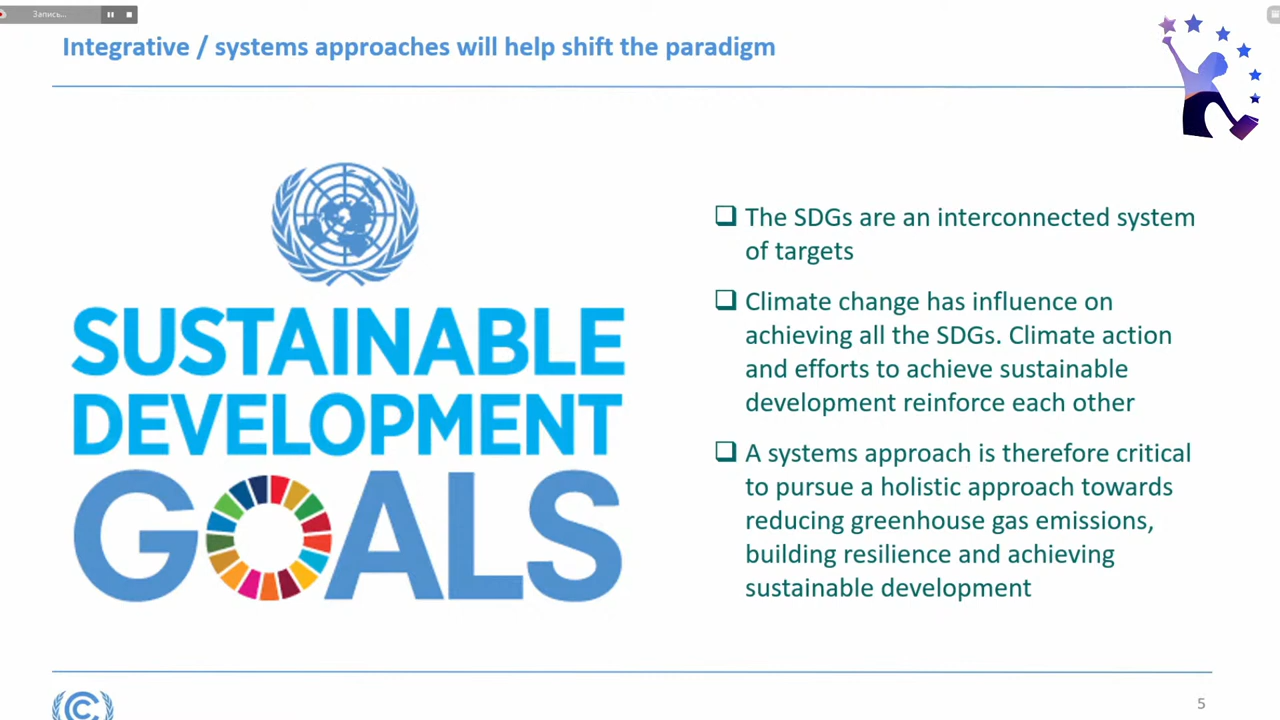 Запись...
Integrative / systems approaches will help shift the paradigm
SUSTAINABLE
DEVELOPMENT
GOALS
❑ The SDGs are an interconnected system
of targets
❑ Climate change has influence on
achieving all the SDGs. Climate action
and efforts to achieve sustainable
development reinforce each other
❑ A systems approach is therefore critical
to pursue a holistic approach towards
reducing greenhouse gas emissions,
building resilience and achieving
sustainable development
5